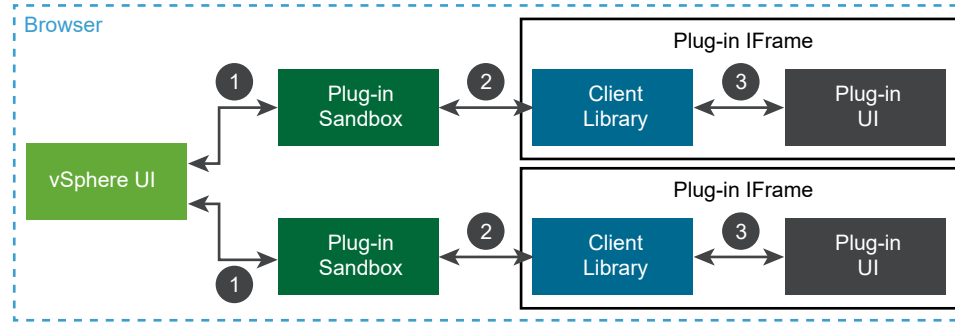 Browser
Plug-in IFrame
1
Plug-in
Sandbox
2
Client
Library
3
Plug-in
UI
vSphere UI
Plug-in IFrame
1
Plug-in
Sandbox
2
Client
Library
3
Plug-in
UI